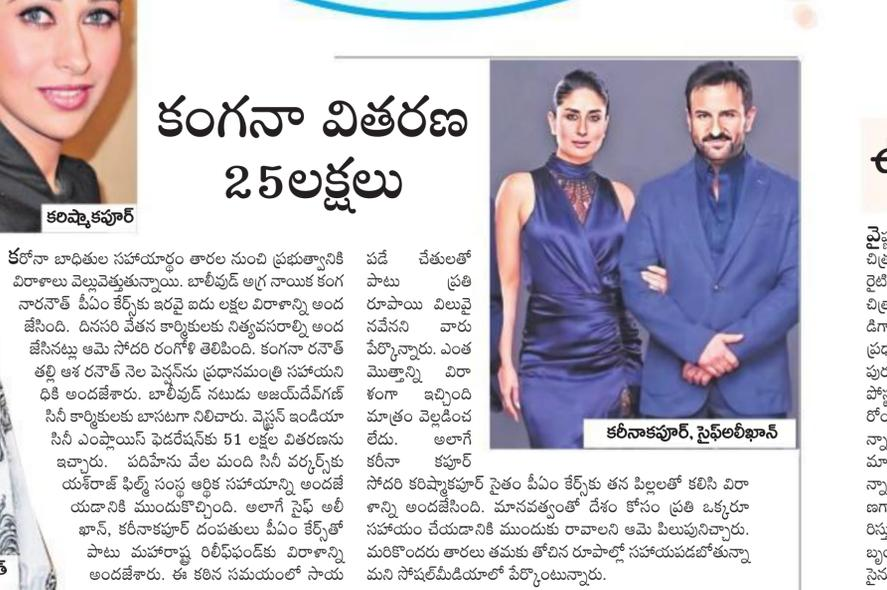 కంగనా వితరణ
25లక్షలు
కరిష్మాకపూర్
కరోనా బాధితుల సహాయార్థం తారల నుంచి ప్రభుత్వానికి
విరాళాలు వెల్లువెత్తుతున్నాయి. బాలీవుడ్ అగ్ర నాయిక కంగ
నారనౌత్ పీఎం కేర్స్‌కు ఇరవై ఐదు లక్షల విరాళాన్ని అంద
జేసింది. దినసరి వేతన కార్మికులకు నిత్యవసరాల్ని అంద
జేసినట్లు ఆమె సోదరి రంగోళి తెలిపింది. కంగనా రనౌత్
తల్లి ఆశ రనౌత్ నెల పెన్షన్‌ను ప్రధానమంత్రి సహాయని
ధికి అందజేశారు. బాలీవుడ్ నటుడు అజయ్‌దేవ్‌గణ్
సినీ కార్మికులకు బాసటగా నిలిచారు. వెస్ట్రన్ ఇండియా
సినీ ఎంప్లాయిస్ ఫెడరేషన్‌కు 51 లక్షల వితరణను
ఇచ్చారు. పదిహేను వేల మంది సినీ వర్కర్స్‌కు
యశ్‌రాజ్ ఫిల్మ్ సంస్థ ఆర్థిక సహాయాన్ని అందజే
యడానికి ముందుకొచ్చింది. అలాగే సైఫ్ అలీ
ఖాన్, కరీనాకపూర్ దంపతులు పీఎం కేర్స్‌తో
పాటు మహారాష్ట్ర రిలీఫ్‌ఫండ్‌కు విరాళాన్ని
అందజేశారు. ఈ కఠిన సమయంలో సాయ
పడే చేతులతో
పాటు ప్రతి
రూపాయి విలువై
నవేనని వారు
పేర్కొన్నారు. ఎంత
మొత్తాన్ని విరా
ళంగా ఇచ్చింది
మాత్రం వెల్లడించ
లేదు. అలాగే
కరీనా కపూర్
సోదరి కరిష్మాకపూర్ సైతం పీఎం కేర్స్‌కు తన పిల్లలతో కలిసి విరా
ళాన్ని అందజేసింది. మానవత్వంతో దేశం కోసం ప్రతి ఒక్కరూ
సహాయం చేయడానికి ముందుకు రావాలని ఆమె పిలుపునిచ్చారు.
మరికొందరు తారలు తమకు తోచిన రూపాల్లో సహాయపడబోతున్నా
మని సోషల్‌మీడియాలో పేర్కొంటున్నారు.
కరీనాకపూర్, సైఫ్‌అలీఖాన్